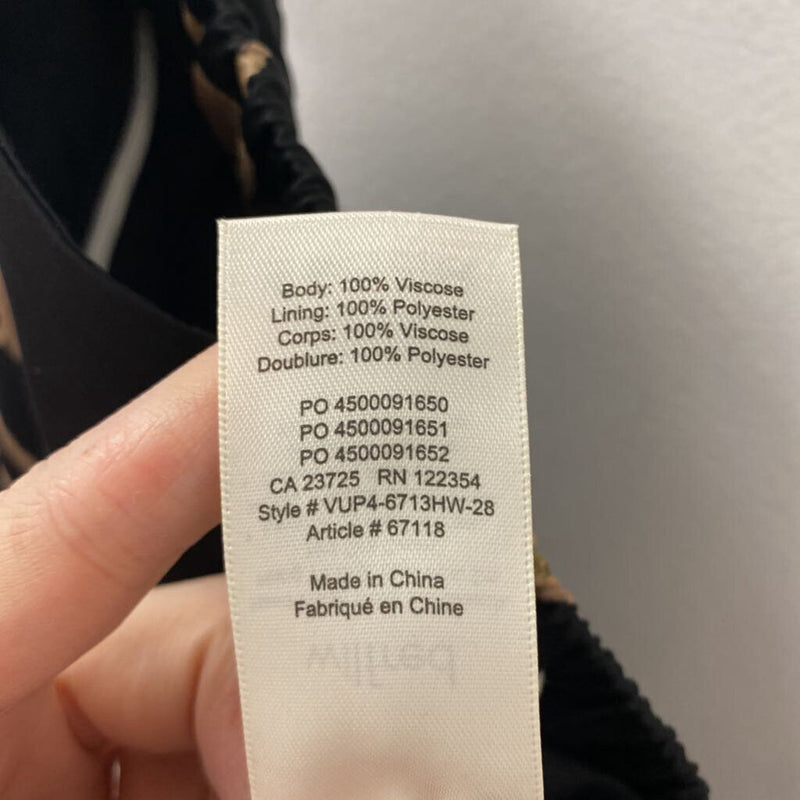 Body: 100% Viscose
Lining: 100% Polyester
Corps: 100% Viscose
Doublure: 100% Polyester
PO 4500091650
PO 4500091651
PO 4500091652
CA 23725 RN 122354
Style # VUP4-6713HW-28
Article # 67118
Made in China
Fabriqué en Chine
wilfred